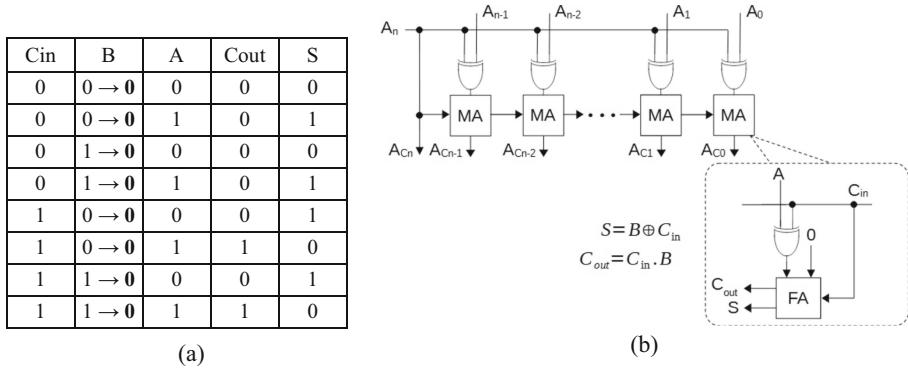 Cin B A Cout S
0 0 → 0 0 0 0
0 0 → 0 1 0 1
0 1 → 0 0 0 0
0 1 → 0 1 0 1
1 0 → 0 0 0 1
1 0 → 0 1 1 0
1 1 → 0 0 0 1
1 1 → 0 1 1 0
(a)
An An-1 An-2 A1 A0
MA MA • • • MA MA
ACn ACn-1 ACn-2 AC1 AC0
A Cin
0
S=B⊕Cin
Cout=Cin.B
Cout FA
S
(b)